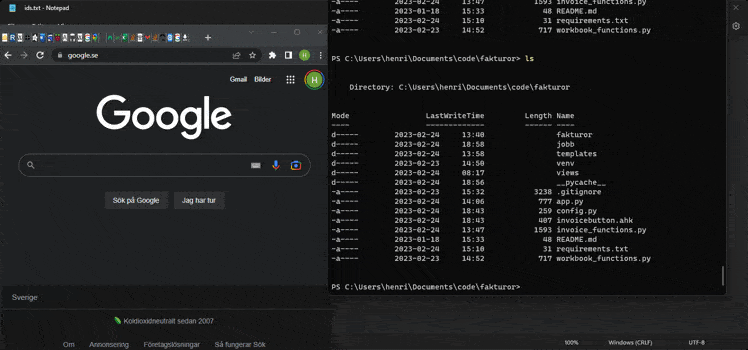 ids.txt - Notepad
google.se
H
Gmail Bilder
H
Google
Sök på Google Jag har tur
Sverige
Koldioxidneutralt sedan 2007
Om Annonsering Företagslösningar Så fungerar Sök
-a---- 2023-02-24 13:47 1593 invoice_functions.py
-a---- 2023-01-18 15:33 48 README.md
-a---- 2023-02-24 15:10 31 requirements.txt
-a---- 2023-02-23 14:52 717 workbook_functions.py
PS C:\Users\henri\Documents\code\fakturor> ls
Directory: C:\Users\henri\Documents\code\fakturor
Mode LastWriteTime Length Name
---- ------------- ------ ----
d----- 2023-02-24 13:40 fakturor
d----- 2023-02-24 18:58 jobb
d----- 2023-02-24 13:58 templates
d----- 2023-02-23 14:50 venv
d----- 2023-02-24 08:17 views
d----- 2023-02-24 18:56 __pycache__
-a---- 2023-02-23 15:32 3238 .gitignore
-a---- 2023-02-24 14:06 777 app.py
-a---- 2023-02-24 18:43 259 config.py
-a---- 2023-02-24 18:43 407 invoicebutton.ahk
-a---- 2023-02-24 13:47 1593 invoice_functions.py
-a---- 2023-01-18 15:33 48 README.md
-a---- 2023-02-24 15:10 31 requirements.txt
-a---- 2023-02-23 14:52 717 workbook_functions.py
PS C:\Users\henri\Documents\code\fakturor>
100% Windows (CRLF) UTF-8